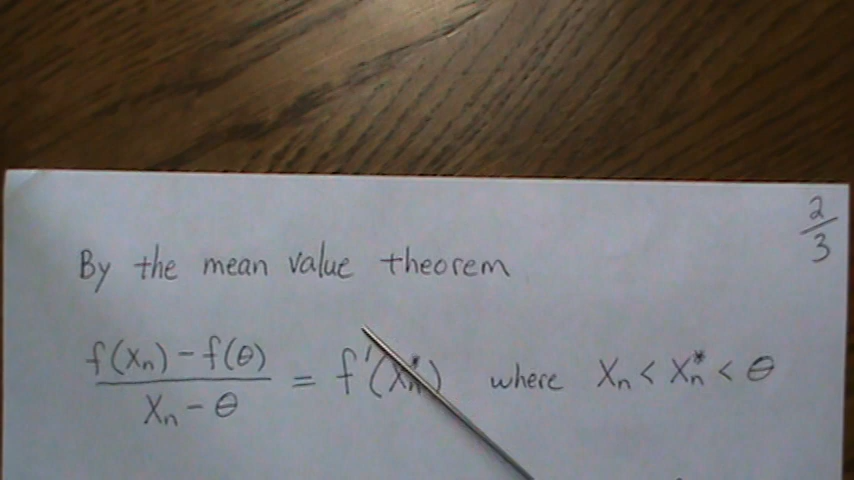 2/3
By the mean value theorem
(f(Xn) - f(θ))/(Xn - θ) = f'(Xn*) where Xn < Xn* < θ